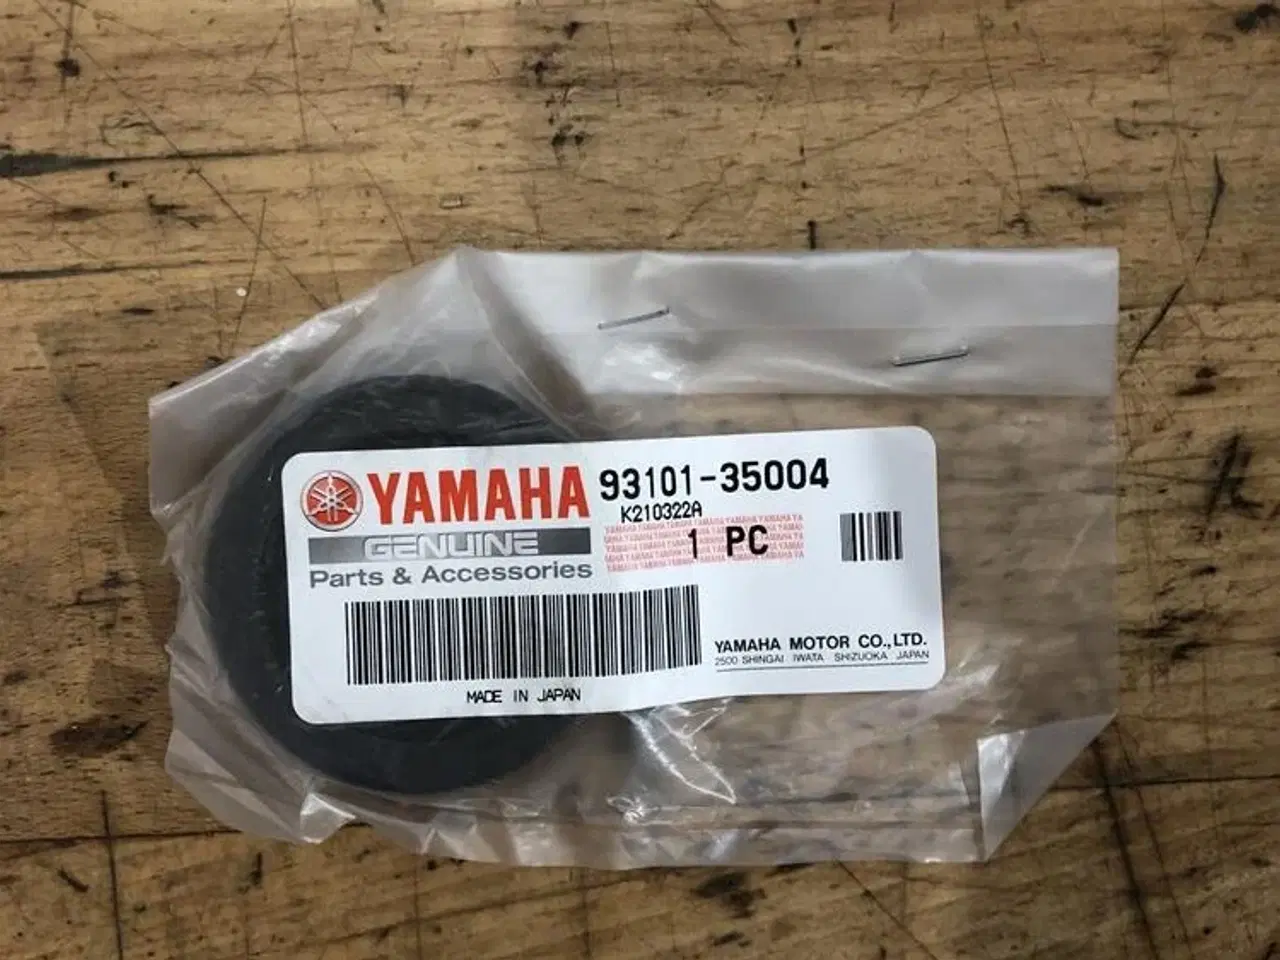 YAMAHA 93101-35004
K210322A
GENUINE
1 PC
Parts & Accessories
YAMAHA MOTOR CO., LTD.
2500 SHINGAI IWATA SHIZUOKA JAPAN
MADE IN JAPAN